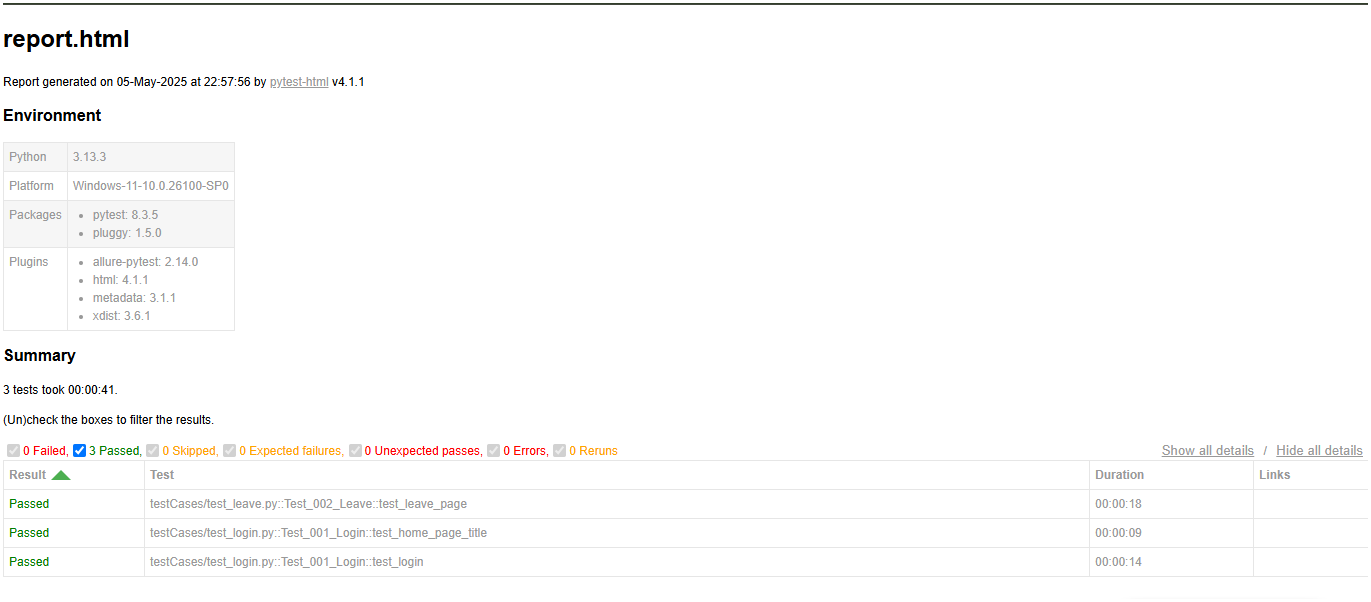 report.html
Report generated on 05-May-2025 at 22:57:56 by pytest-html v4.1.1
Environment
Python 3.13.3
Platform Windows-11-10.0.26100-SP0
Packages
• pytest: 8.3.5
• pluggy: 1.5.0
Plugins
• allure-pytest: 2.14.0
• html: 4.1.1
• metadata: 3.1.1
• xdist: 3.6.1
Summary
3 tests took 00:00:41.
(Un)check the boxes to filter the results.
0 Failed, 3 Passed, 0 Skipped, 0 Expected failures, 0 Unexpected passes, 0 Errors, 0 Reruns Show all details / Hide all details
Result Test Duration Links
Passed testCases/test_leave.py::Test_002_Leave::test_leave_page 00:00:18
Passed testCases/test_login.py::Test_001_Login::test_home_page_title 00:00:09
Passed testCases/test_login.py::Test_001_Login::test_login 00:00:14